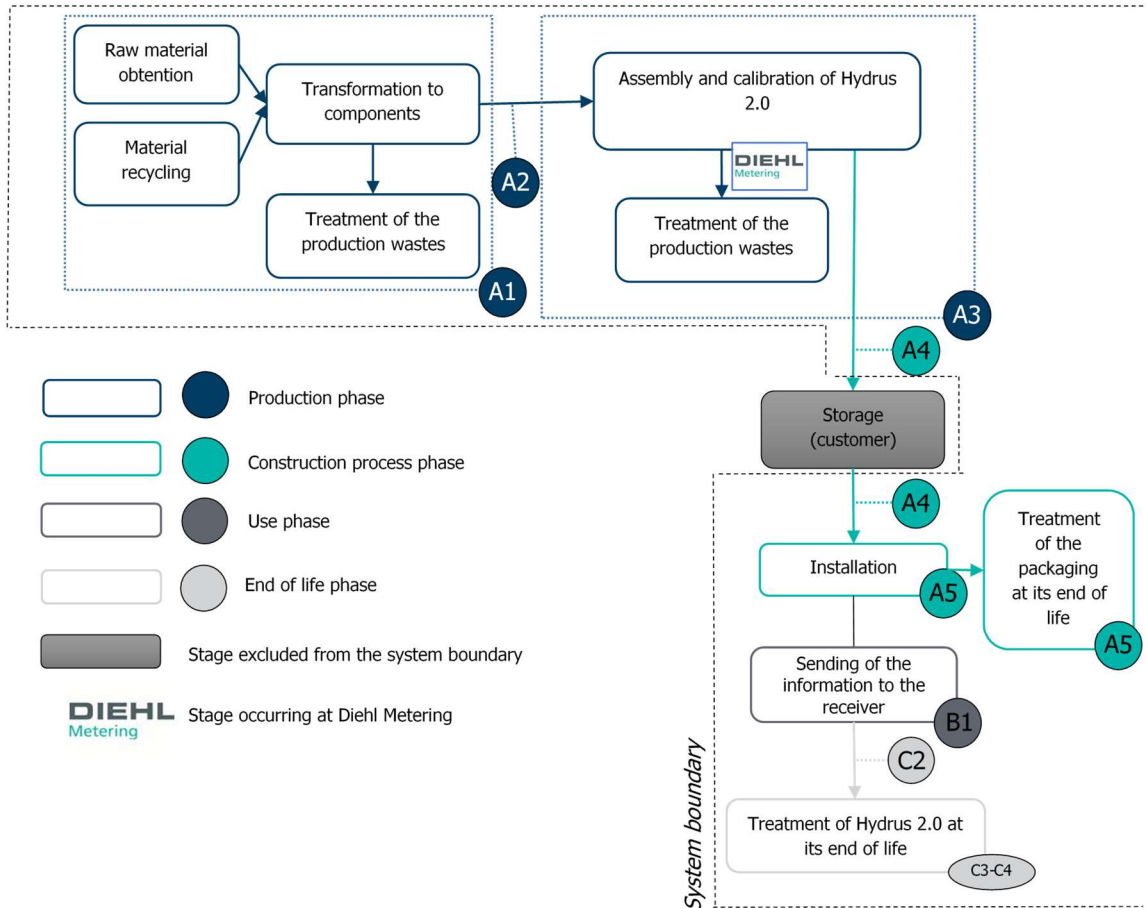 Raw material
obtention
Material
recycling
Transformation to
components
Treatment of the
production wastes
A1
A2
Assembly and calibration of Hydrus
2.0
DIEHL
Metering
Treatment of the
production wastes
A3
A4
Storage
(customer)
A4
Installation
A5
Treatment
of the
packaging
at its end of
life
A5
Sending of the
information to the
receiver
B1
C2
Treatment of Hydrus 2.0 at
its end of life
C3-C4
System boundary
Production phase
Construction process phase
Use phase
End of life phase
Stage excluded from the system boundary
DIEHL
Metering
Stage occurring at Diehl Metering